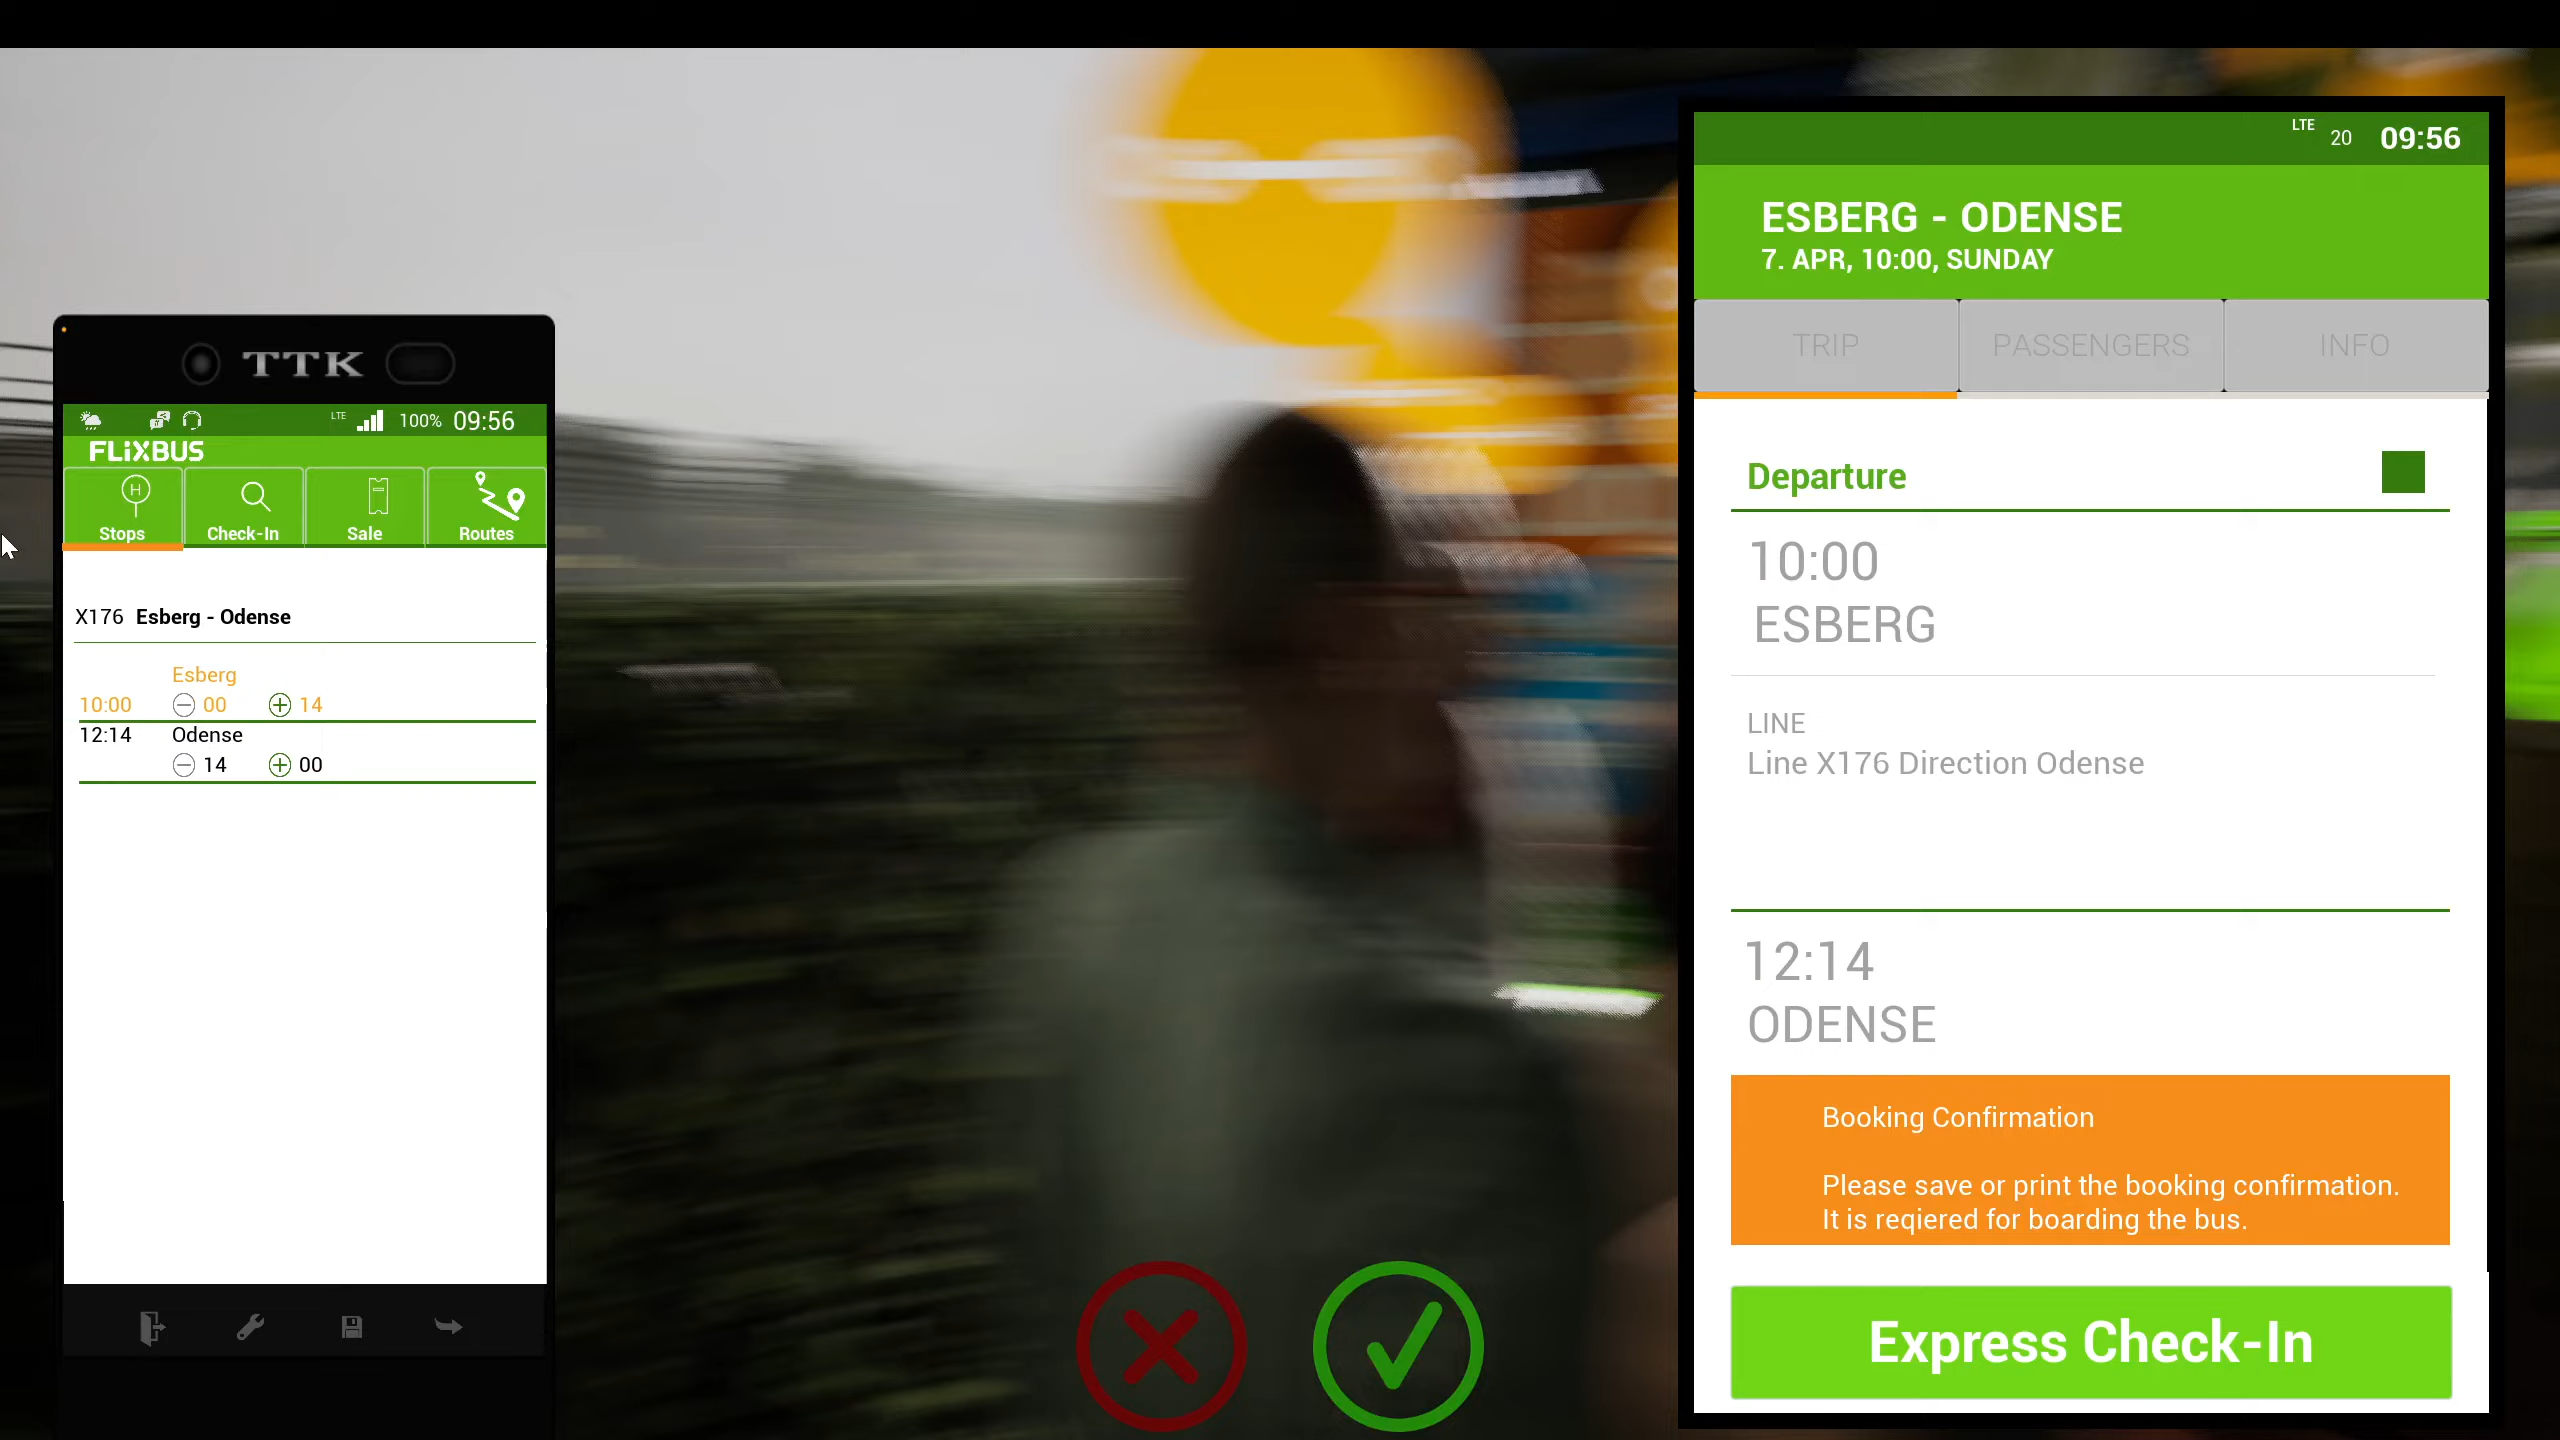 TTK
LTE 100% 09:56
FLiXBUS
Stops Check-In Sale Routes
X176 Esberg - Odense
Esberg
10:00 00 14
12:14 Odense
14 00
LTE 20 09:56
ESBERG - ODENSE
7. APR, 10:00, SUNDAY
TRIP PASSENGERS INFO
Departure
10:00
ESBERG
LINE
Line X176 Direction Odense
12:14
ODENSE
Booking Confirmation
Please save or print the booking confirmation.
It is reqiered for boarding the bus.
Express Check-In